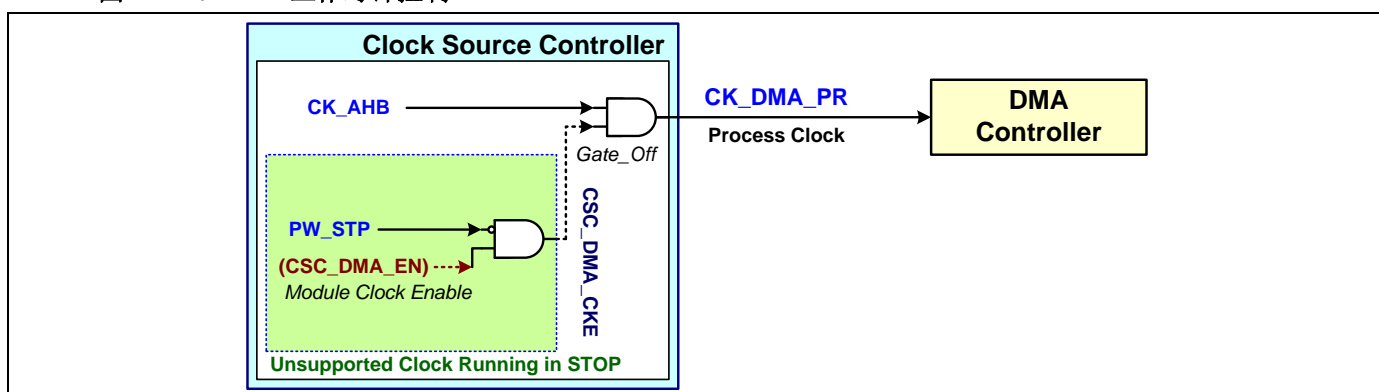 Clock Source Controller
CK_AHB
Gate_Off
CK_DMA_PR
Process Clock
DMA
Controller
PW_STP
(CSC_DMA_EN)
Module Clock Enable
CSC_DMA_CKE
Unsupported Clock Running in STOP